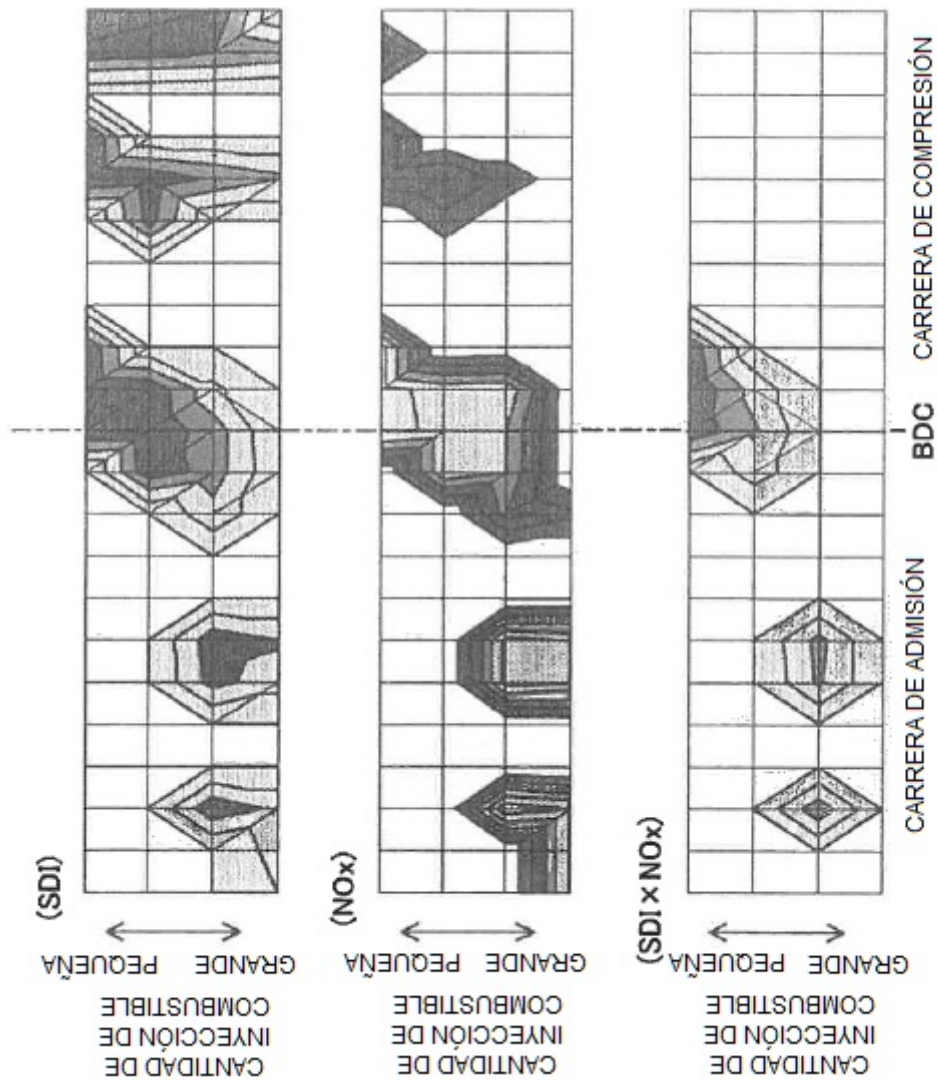 (SDI)
CANTIDAD DE
INYECCIÓN DE
COMBUSTIBLE
GRANDE PEQUEÑA
(NOx)
CANTIDAD DE
INYECCIÓN DE
COMBUSTIBLE
GRANDE PEQUEÑA
(SDI × NOx)
CANTIDAD DE
INYECCIÓN DE
COMBUSTIBLE
GRANDE PEQUEÑA
CARRERA DE ADMISIÓN
BDC
CARRERA DE COMPRESIÓN